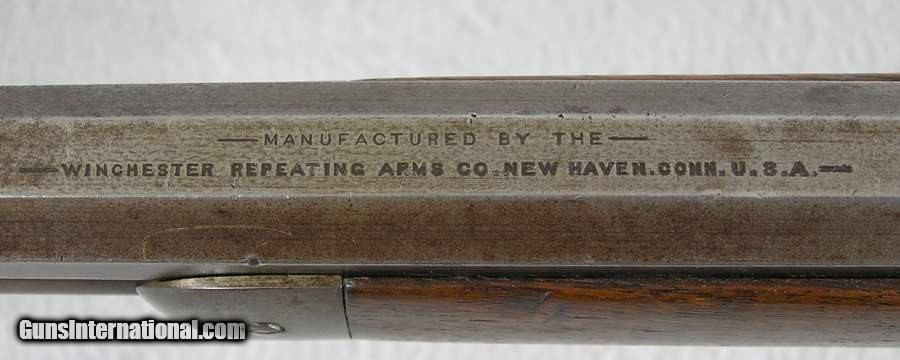 —MANUFACTURED BY THE—
—WINCHESTER REPEATING ARMS CO. NEW HAVEN. CONN. U.S.A.—
GunsInternational.com